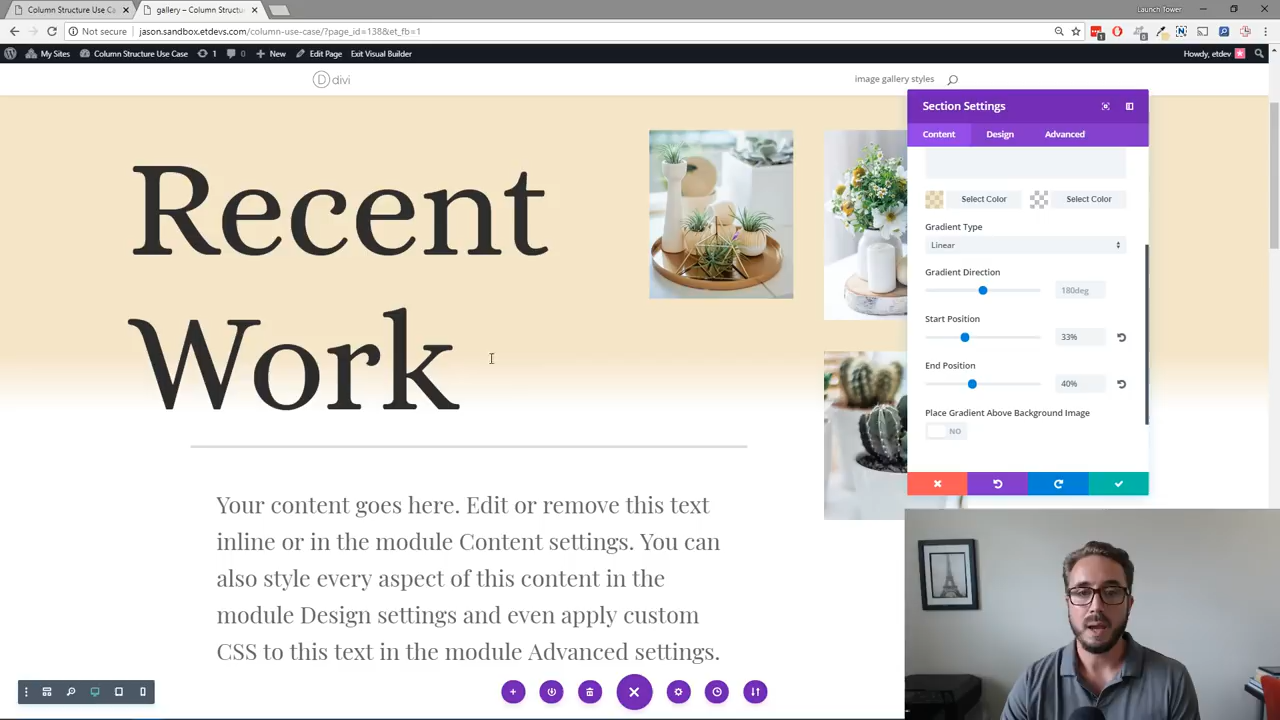 Column Structure Use Ca
gallery – Column Structu
Launch Tower
Not secure
jason.sandbox.etdevs.com/column-use-case/?page_id=138&et_fb=1
My Sites
Column Structure Use Case
1
0
New
Edit Page
Exit Visual Builder
Howdy, etdev
D divi
image gallery styles
Section Settings
Content
Design
Advanced
Select Color
Select Color
Gradient Type
Linear
Gradient Direction
180deg
Start Position
33%
End Position
40%
Place Gradient Above Background Image
NO
Recent
Work
Your content goes here. Edit or remove this text
inline or in the module Content settings. You can
also style every aspect of this content in the
module Design settings and even apply custom
CSS to this text in the module Advanced settings.